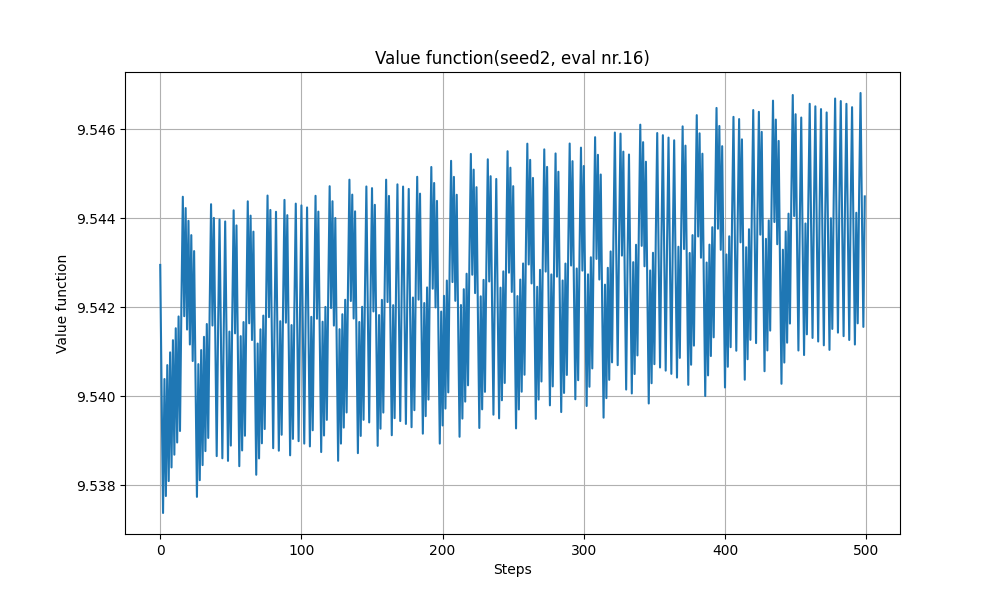 Value function(seed2, eval nr.16)
Value function
9.546
9.544
9.542
9.540
9.538
0 100 200 300 400 500
Steps